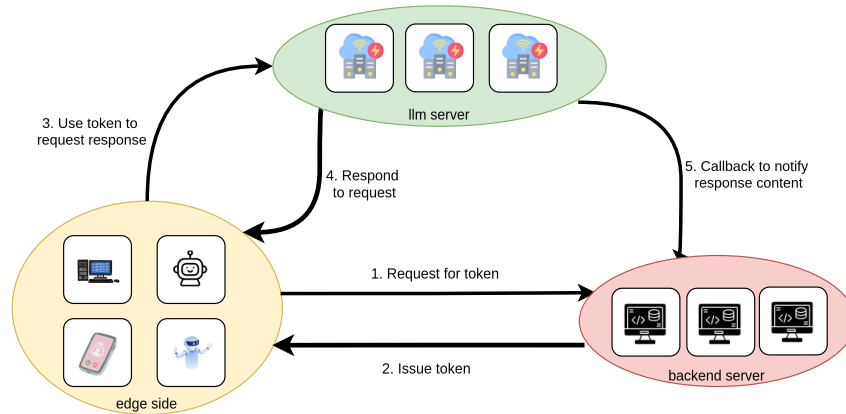 llm server
3. Use token to
request response
4. Respond
to request
5. Callback to notify
response content
1. Request for token
2. Issue token
edge side
backend server